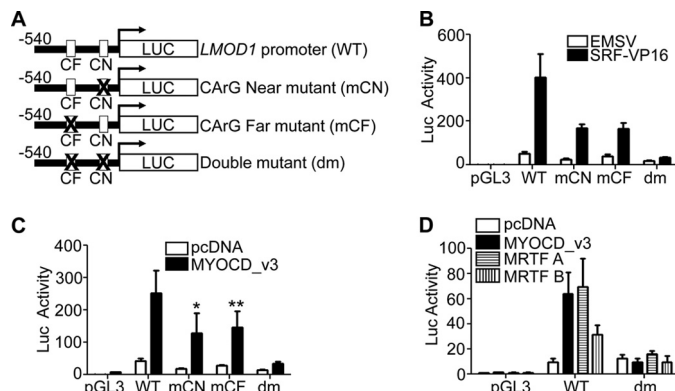 A
-540
LUC
LMOD1 promoter (WT)
CF CN
-540
LUC
CArG Near mutant (mCN)
CF CN
-540
LUC
CArG Far mutant (mCF)
CF CN
-540
LUC
Double mutant (dm)
CF CN
B
EMSV
SRF-VP16
Luc Activity
600
400
200
0
pGL3 WT mCN mCF dm
C
pcDNA
MYOCD_v3
Luc Activity
400
300
200
100
0
* **
pGL3 WT mCN mCF dm
D
pcDNA
MYOCD_v3
MRTF A
MRTF B
Luc Activity
100
80
60
40
20
0
pGL3 WT dm